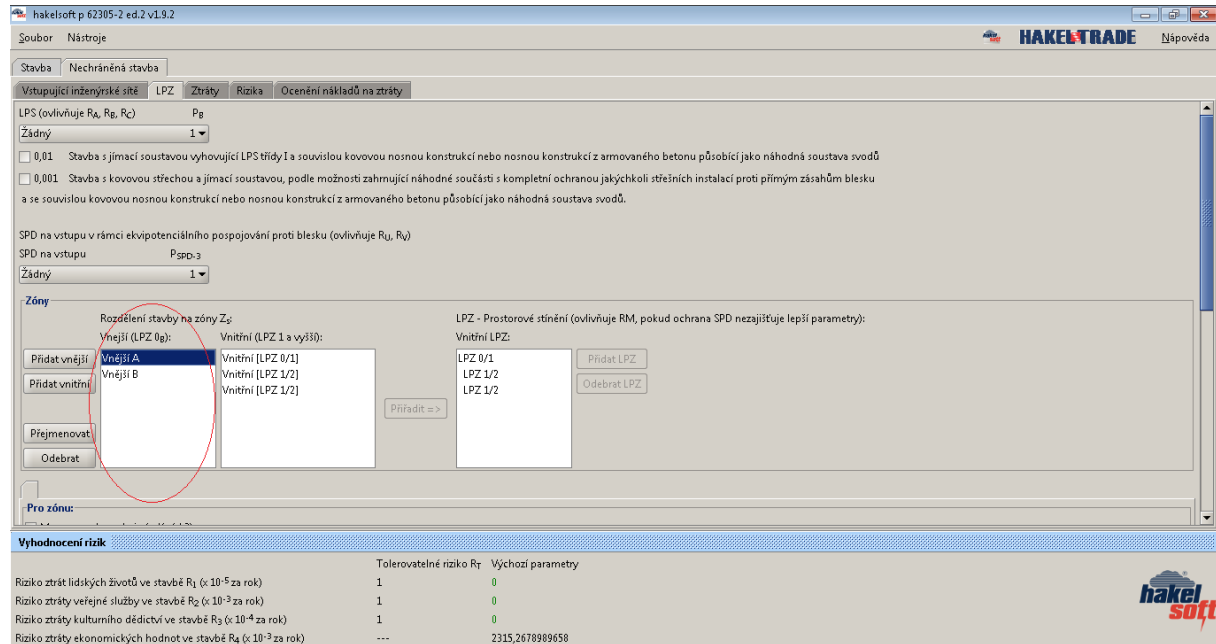 hakelsoft p 62305-2 ed.2 v1.9.2
Soubor Nástroje HAKEL TRADE Nápověda
Stavba Nechráněná stavba
Vstupující inženýrské sítě LPZ Ztráty Rizika Ocenění nákladů na ztráty
LPS (ovlivňuje RA, RB, RC) PB
Žádný 1
0,01 Stavba s jímací soustavou vyhovující LPS třídy I a souvislou kovovou nosnou konstrukcí nebo nosnou konstrukcí z armovaného betonu působící jako náhodná soustava svodů
0,001 Stavba s kovovou střechou a jímací soustavou, podle možnosti zahrnující náhodné součásti s kompletní ochranou jakýchkoli střešních instalací proti přímým zásahům blesku
a se souvislou kovovou nosnou konstrukcí nebo nosnou konstrukcí z armovaného betonu působící jako náhodná soustava svodů.
SPD na vstupu v rámci ekvipotenciálního pospojování proti blesku (ovlivňuje RU, RV)
SPD na vstupu PSPD.3
Žádný 1
Zóny
Rozdělení stavby na zóny Zs: LPZ - Prostorové stínění (ovlivňuje RM, pokud ochrana SPD nezajišťuje lepší parametry):
Vnejší (LPZ 0B): Vnitřní (LPZ 1 a vyšší): Vnitřní LPZ:
Přidat vnější Vnější A Vnitřní [LPZ 0/1] LPZ 0/1 Přidat LPZ
Vnější B Vnitřní [LPZ 1/2] LPZ 1/2
Přidat vnitřní Vnitřní [LPZ 1/2] LPZ 1/2 Odebrat LPZ
Přiřadit =>
Přejmenovat
Odebrat
Pro zónu:
Vyhodnocení rizik
Tolerovatelné riziko RT Výchozí parametry
Riziko ztrát lidských životů ve stavbě R1 (x 10-5 za rok) 1 0
Riziko ztráty veřejné služby ve stavbě R2 (x 10-3 za rok) 1 0
Riziko ztráty kulturního dědictví ve stavbě R3 (x 10-4 za rok) 1 0
Riziko ztráty ekonomických hodnot ve stavbě R4 (x 10-3 za rok) --- 2315,2678989658
hakel
soft